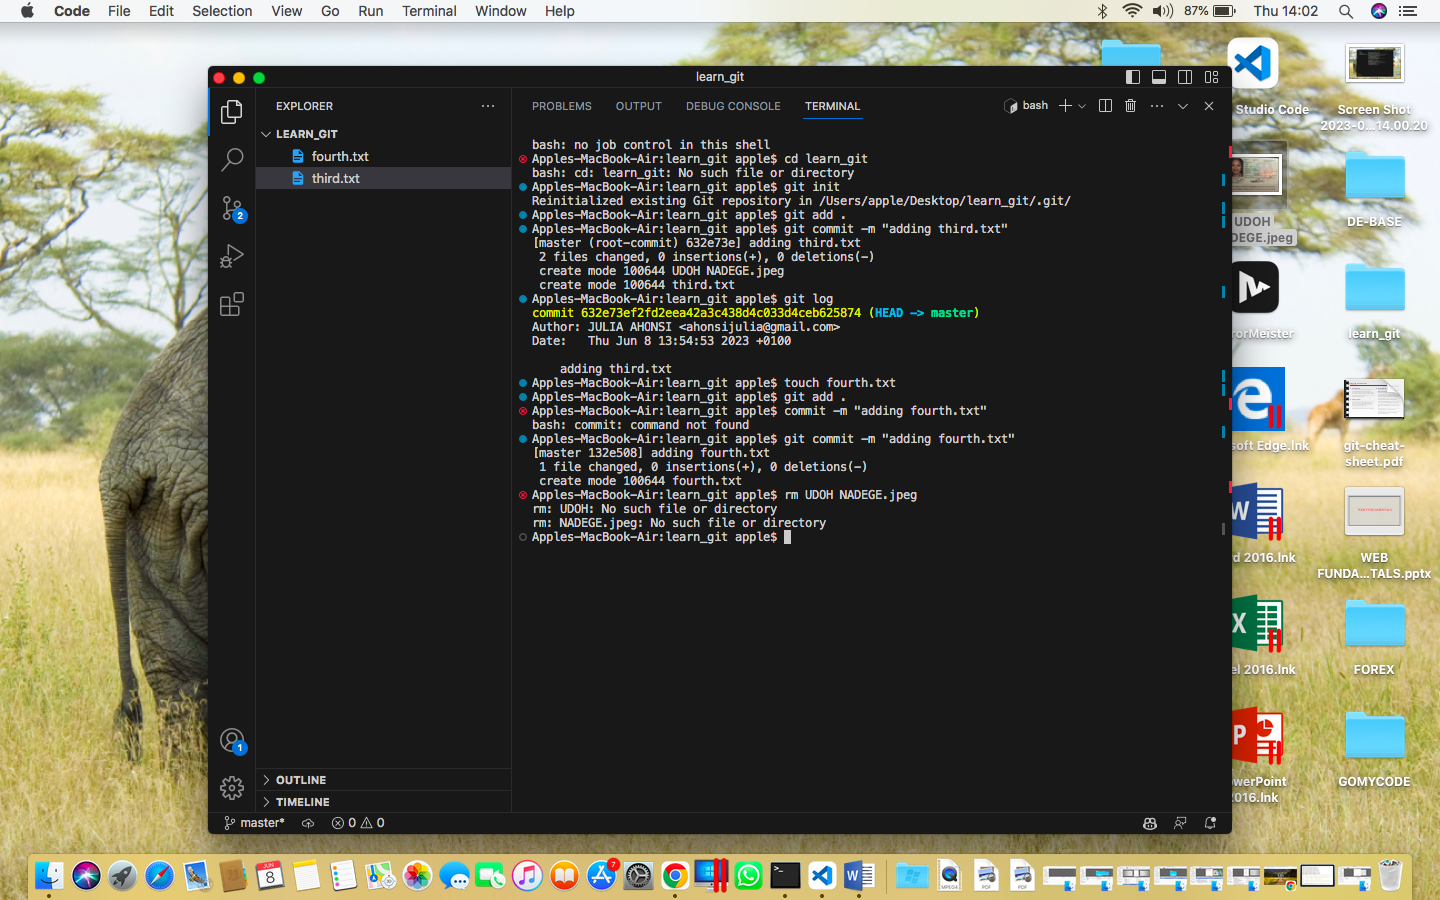 Code File Edit Selection View Go Run Terminal Window Help 87% Thu 14:02
learn_git
EXPLORER
LEARN_GIT
fourth.txt
third.txt
2
1
OUTLINE
TIMELINE
PROBLEMS OUTPUT DEBUG CONSOLE TERMINAL bash
bash: no job control in this shell
Apples-MacBook-Air:learn_git apple$ cd learn_git
bash: cd: learn_git: No such file or directory
Apples-MacBook-Air:learn_git apple$ git init
Reinitialized existing Git repository in /Users/apple/Desktop/learn_git/.git/
Apples-MacBook-Air:learn_git apple$ git add .
Apples-MacBook-Air:learn_git apple$ git commit -m "adding third.txt"
[master (root-commit) 632e73e] adding third.txt
2 files changed, 0 insertions(+), 0 deletions(-)
create mode 100644 UDOH NADEGE.jpeg
create mode 100644 third.txt
Apples-MacBook-Air:learn_git apple$ git log
commit 632e73ef2fd2eea42a3c438d4c033d4ceb625874 (HEAD -> master)
Author: JULIA AHONSI <ahonsijulia@gmail.com>
Date:   Thu Jun 8 13:54:53 2023 +0100
adding third.txt
Apples-MacBook-Air:learn_git apple$ touch fourth.txt
Apples-MacBook-Air:learn_git apple$ git add .
Apples-MacBook-Air:learn_git apple$ commit -m "adding fourth.txt"
bash: commit: command not found
Apples-MacBook-Air:learn_git apple$ git commit -m "adding fourth.txt"
[master 132e508] adding fourth.txt
1 file changed, 0 insertions(+), 0 deletions(-)
create mode 100644 fourth.txt
Apples-MacBook-Air:learn_git apple$ rm UDOH NADEGE.jpeg
rm: UDOH: No such file or directory
rm: NADEGE.jpeg: No such file or directory
Apples-MacBook-Air:learn_git apple$
master* 0 0
Studio Code
Screen Shot
2023-0...14.00.20
UDOH
DEGE.jpeg
DE-BASE
rorMeister
learn_git
soft Edge.lnk
git-cheat-
sheet.pdf
W
rd 2016.lnk
WEB
FUNDA...TALS.pptx
X
el 2016.lnk
FOREX
P
owerPoint
2016.lnk
GOMYCODE
JUN
8
7
W
MPEG4
PDF
PDF